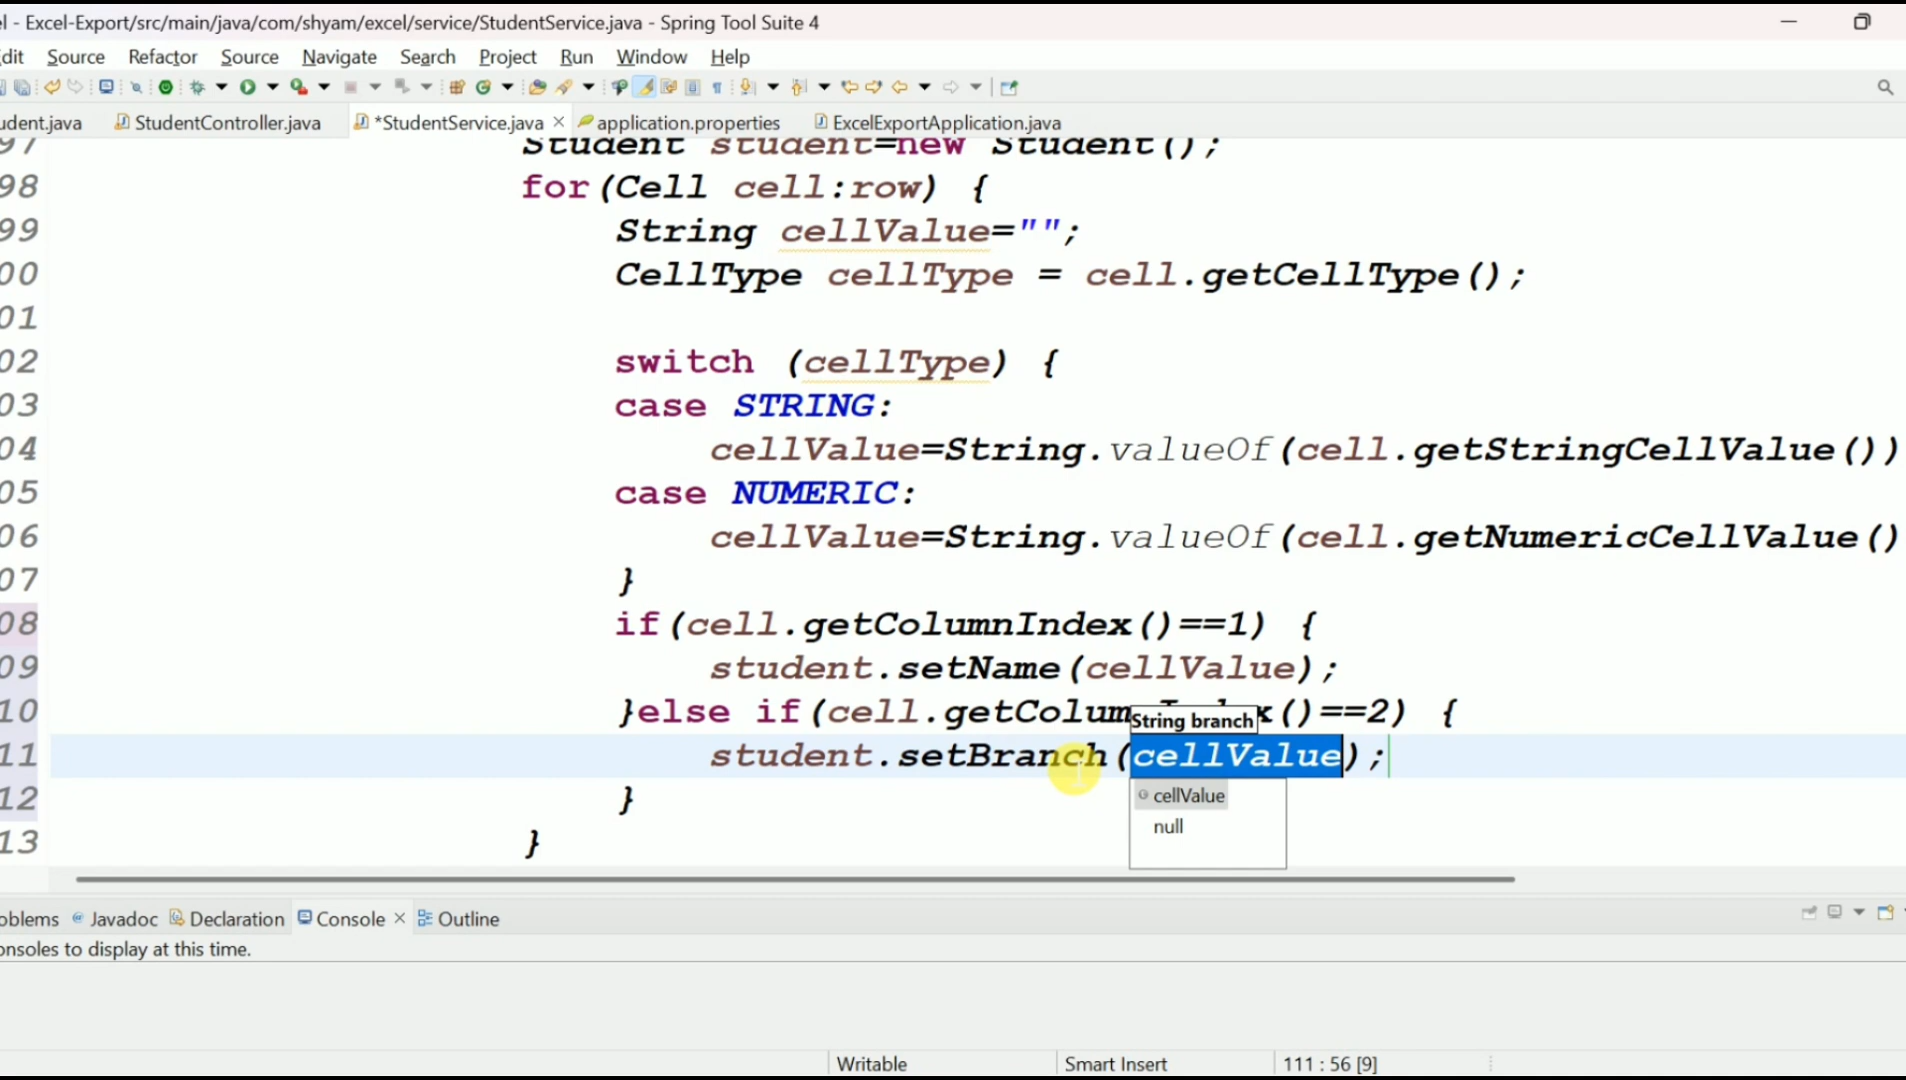 el - Excel-Export/src/main/java/com/shyam/excel/service/StudentService.java - Spring Tool Suite 4
dit Source Refactor Source Navigate Search Project Run Window Help
udent.java StudentController.java *StudentService.java application.properties ExcelExportApplication.java
97 Student student=new Student();
98 for(Cell cell:row) {
99 String cellValue="";
00 CellType cellType = cell.getCellType();
01
02 switch (cellType) {
03 case STRING:
04 cellValue=String.valueOf(cell.getStringCellValue())
05 case NUMERIC:
06 cellValue=String.valueOf(cell.getNumericCellValue()
07 }
08 if(cell.getColumnIndex()==1) {
09 student.setName(cellValue);
10 }else if(cell.getColumnIndex()==2) {
String branch
11 student.setBranch(cellValue);
cellValue
12 }
null
13 }
oblems Javadoc Declaration Console Outline
onsoles to display at this time.
Writable Smart Insert 111 : 56 [9]